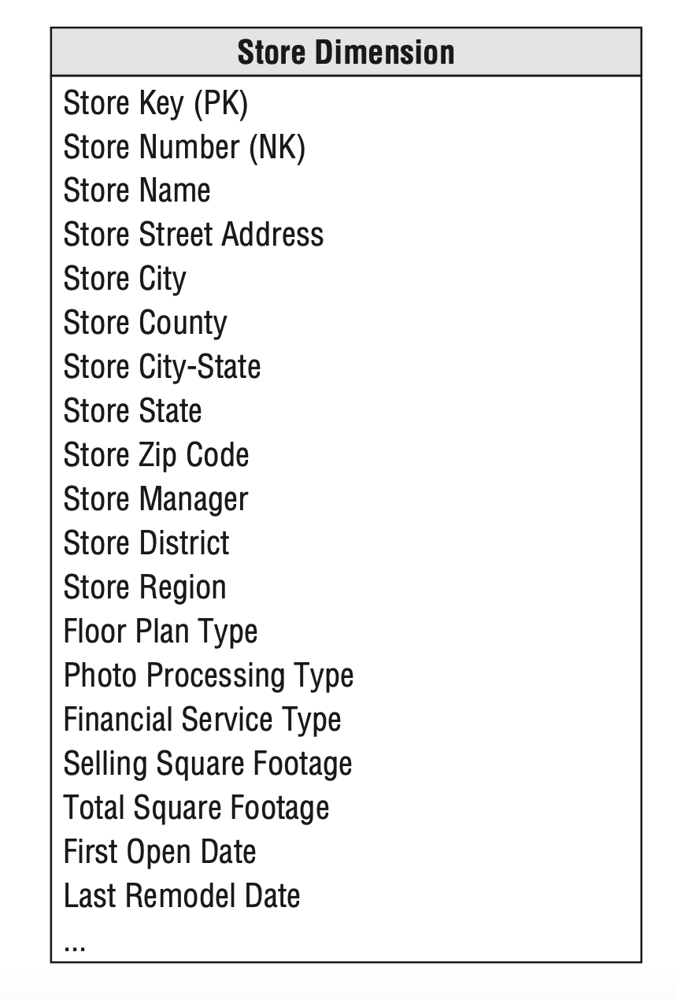 Store Dimension
Store Key (PK)
Store Number (NK)
Store Name
Store Street Address
Store City
Store County
Store City-State
Store State
Store Zip Code
Store Manager
Store District
Store Region
Floor Plan Type
Photo Processing Type
Financial Service Type
Selling Square Footage
Total Square Footage
First Open Date
Last Remodel Date
...